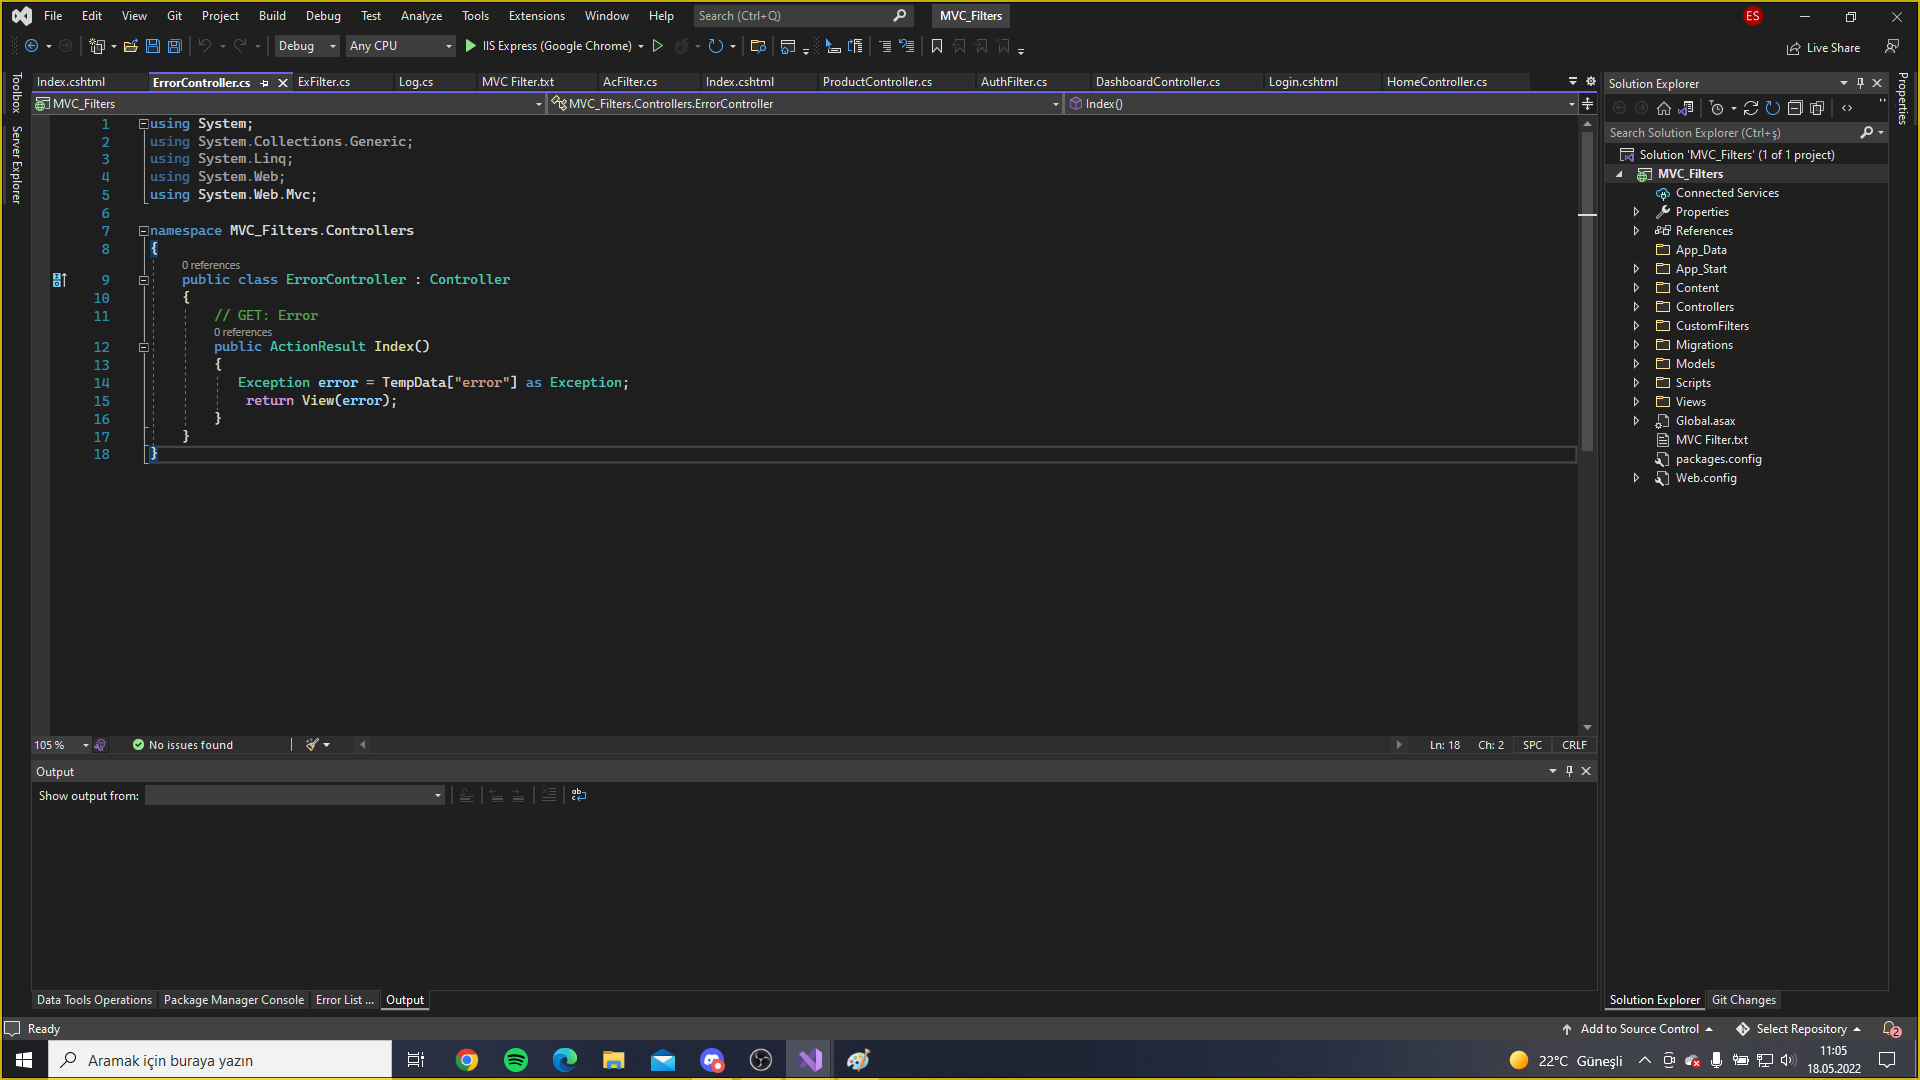 File Edit View Git Project Build Debug Test Analyze Tools Extensions Window Help Search (Ctrl+Q) MVC_Filters ES
Debug Any CPU IIS Express (Google Chrome) Live Share
Index.cshtml ErrorController.cs ExFilter.cs Log.cs MVC Filter.txt AcFilter.cs Index.cshtml ProductController.cs AuthFilter.cs DashboardController.cs Login.cshtml HomeController.cs
MVC_Filters MVC_Filters.Controllers.ErrorController Index()
Toolbox
Server Explorer
1 using System;
2 using System.Collections.Generic;
3 using System.Linq;
4 using System.Web;
5 using System.Web.Mvc;
6
7 namespace MVC_Filters.Controllers
8 {
0 references
9 public class ErrorController : Controller
10 {
11 // GET: Error
0 references
12 public ActionResult Index()
13 {
14 Exception error = TempData["error"] as Exception;
15 return View(error);
16 }
17 }
18 }
105 % No issues found Ln: 18 Ch: 2 SPC CRLF
Output
Show output from:
Data Tools Operations Package Manager Console Error List ... Output
Solution Explorer
Search Solution Explorer (Ctrl+ş)
Solution 'MVC_Filters' (1 of 1 project)
MVC_Filters
Connected Services
Properties
References
App_Data
App_Start
Content
Controllers
CustomFilters
Migrations
Models
Scripts
Views
Global.asax
MVC Filter.txt
packages.config
Web.config
Solution Explorer Git Changes
Properties
Ready Add to Source Control Select Repository 2
Aramak için buraya yazın 22°C Güneşli 11:05
18.05.2022